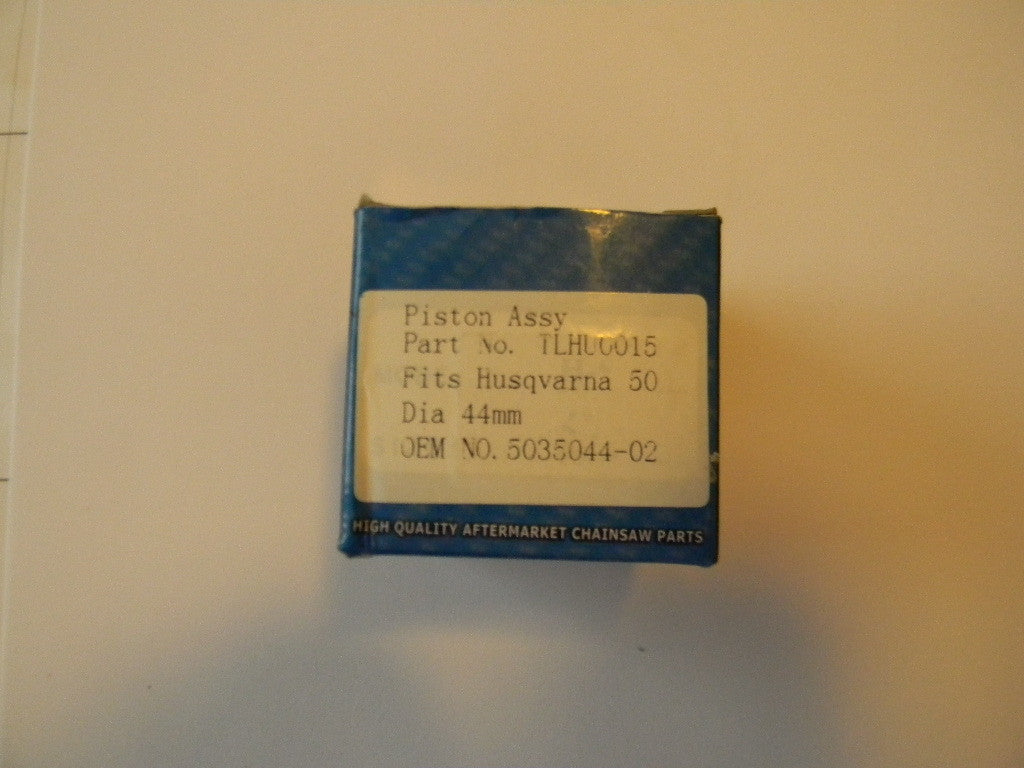 Piston Assy
Part No. TLHU0015
Fits Husqvarna 50
Dia 44mm
OEM NO. 5035044-02
HIGH QUALITY AFTERMARKET CHAINSAW PARTS